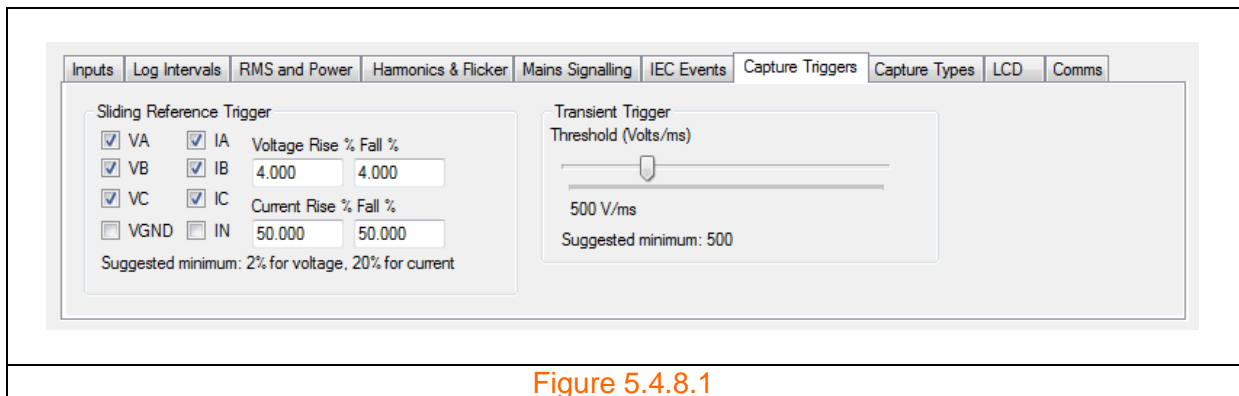 Inputs Log Intervals RMS and Power Harmonics & Flicker Mains Signalling IEC Events Capture Triggers Capture Types LCD Comms
Sliding Reference Trigger
VA IA Voltage Rise % Fall %
VB IB 4.000 4.000
VC IC Current Rise % Fall %
VGND IN 50.000 50.000
Suggested minimum: 2% for voltage, 20% for current
Transient Trigger
Threshold (Volts/ms)
500 V/ms
Suggested minimum: 500
Figure 5.4.8.1